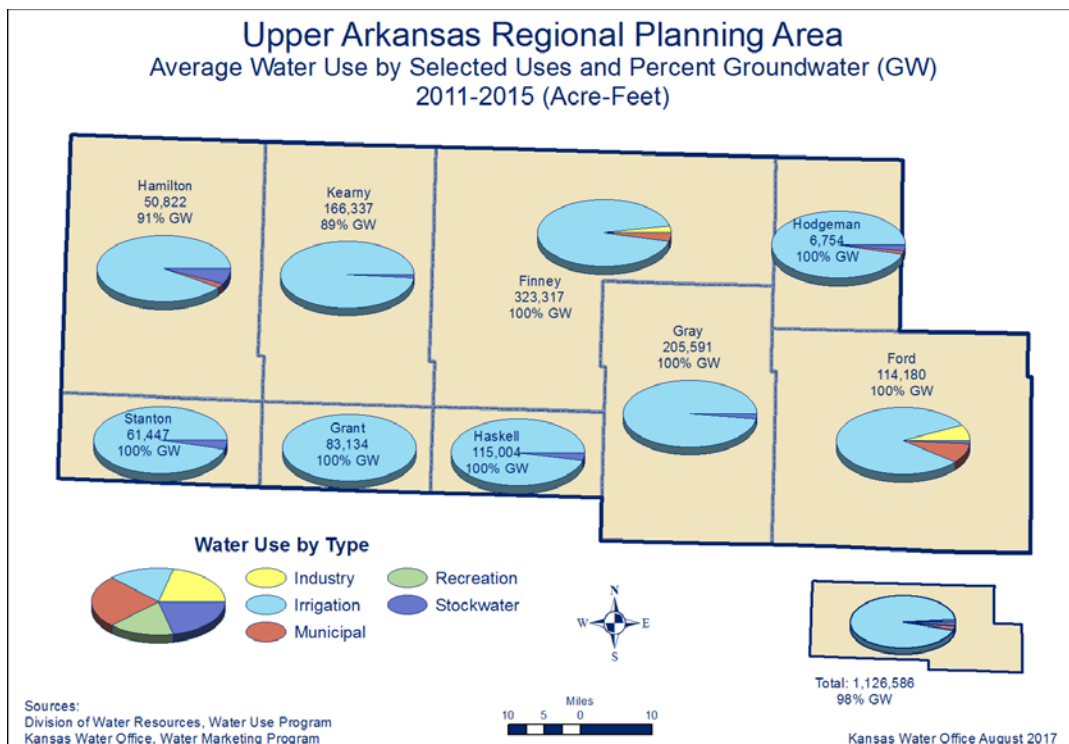 Upper Arkansas Regional Planning Area
Average Water Use by Selected Uses and Percent Groundwater (GW)
2011-2015 (Acre-Feet)
Hamilton
50,822
91% GW
Kearny
166,337
89% GW
Finney
323,317
100% GW
Hodgeman
6,754
100% GW
Gray
205,591
100% GW
Ford
114,180
100% GW
Stanton
61,447
100% GW
Grant
83,134
100% GW
Haskell
115,004
100% GW
Water Use by Type
Industry
Irrigation
Municipal
Recreation
Stockwater
N
W E
S
Total: 1,126,586
98% GW
Miles
10 5 0 10
Sources:
Division of Water Resources, Water Use Program
Kansas Water Office, Water Marketing Program
Kansas Water Office August 2017